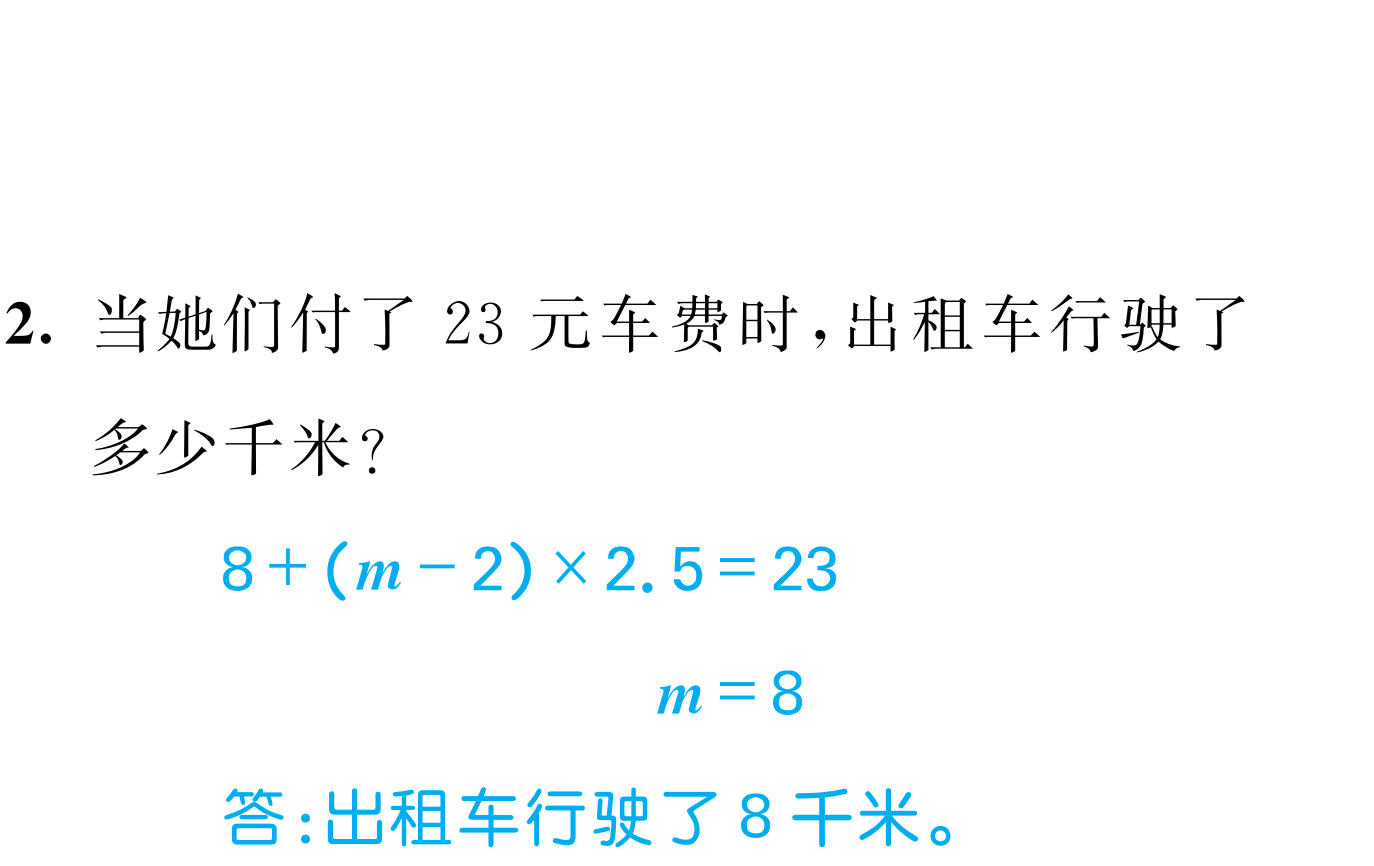 2. 当她们付了 23 元车费时,出租车行驶了
多少千米?
8+(m-2)×2.5=23
m=8
答:出租车行驶了 8 千米。